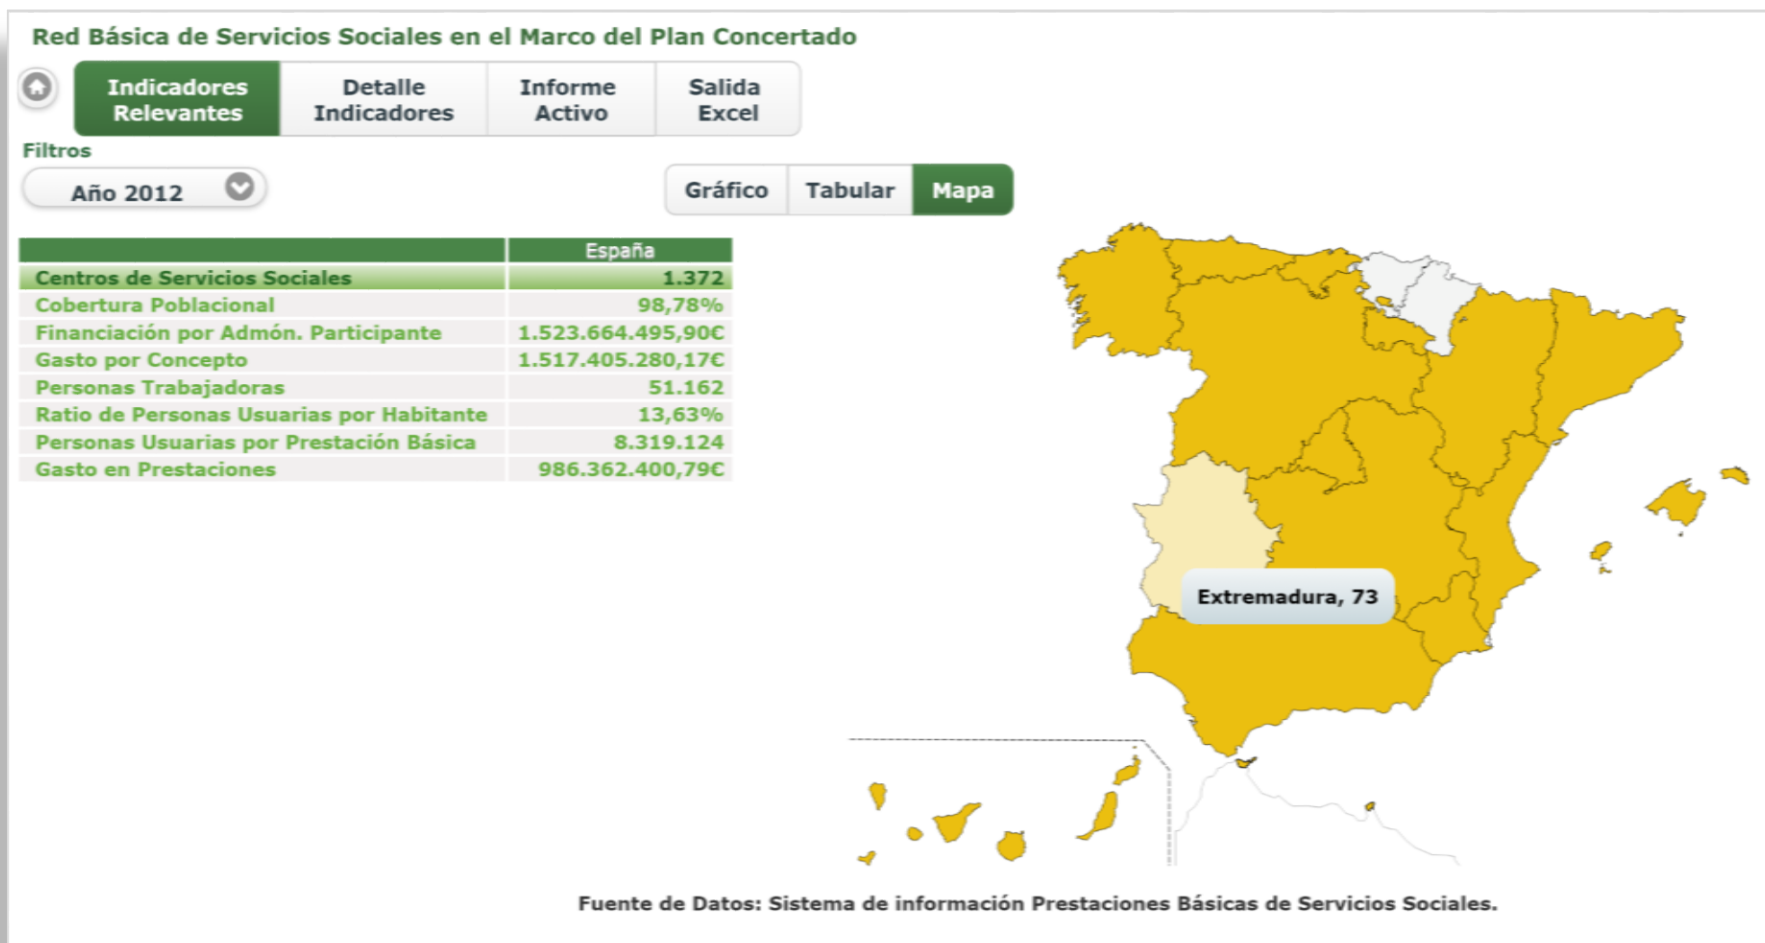 Red Básica de Servicios Sociales en el Marco del Plan Concertado
Indicadores Relevantes
Detalle Indicadores
Informe Activo
Salida Excel
Filtros
Año 2012
Gráfico Tabular Mapa
España
Centros de Servicios Sociales 1.372
Cobertura Poblacional 98,78%
Financiación por Admón. Participante 1.523.664.495,90€
Gasto por Concepto 1.517.405.280,17€
Personas Trabajadoras 51.162
Ratio de Personas Usuarias por Habitante 13,63%
Personas Usuarias por Prestación Básica 8.319.124
Gasto en Prestaciones 986.362.400,79€
Extremadura, 73
Fuente de Datos: Sistema de información Prestaciones Básicas de Servicios Sociales.